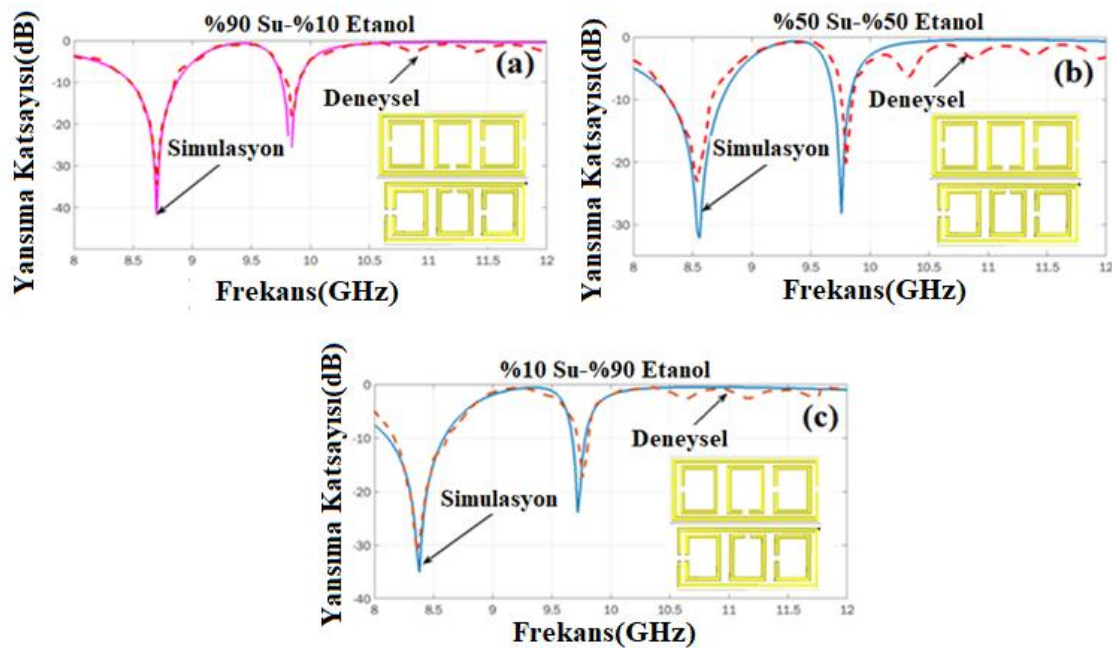 %90 Su-%10 Etanol
Yansıma Katsayısı(dB)
0
-10
-20
-30
-40
(a)
Deneysel
Simulasyon
8
8.5
9
9.5
10
10.5
11
11.5
12
Frekans(GHz)
%50 Su-%50 Etanol
Yansıma Katsayısı(dB)
0
-10
-20
-30
(b)
Deneysel
Simulasyon
8
8.5
9
9.5
10
10.5
11
11.5
12
Frekans(GHz)
%10 Su-%90 Etanol
Yansıma Katsayısı(dB)
0
-10
-20
-30
-40
(c)
Deneysel
Simulasyon
8
8.5
9
9.5
10
10.5
11
11.5
12
Frekans(GHz)